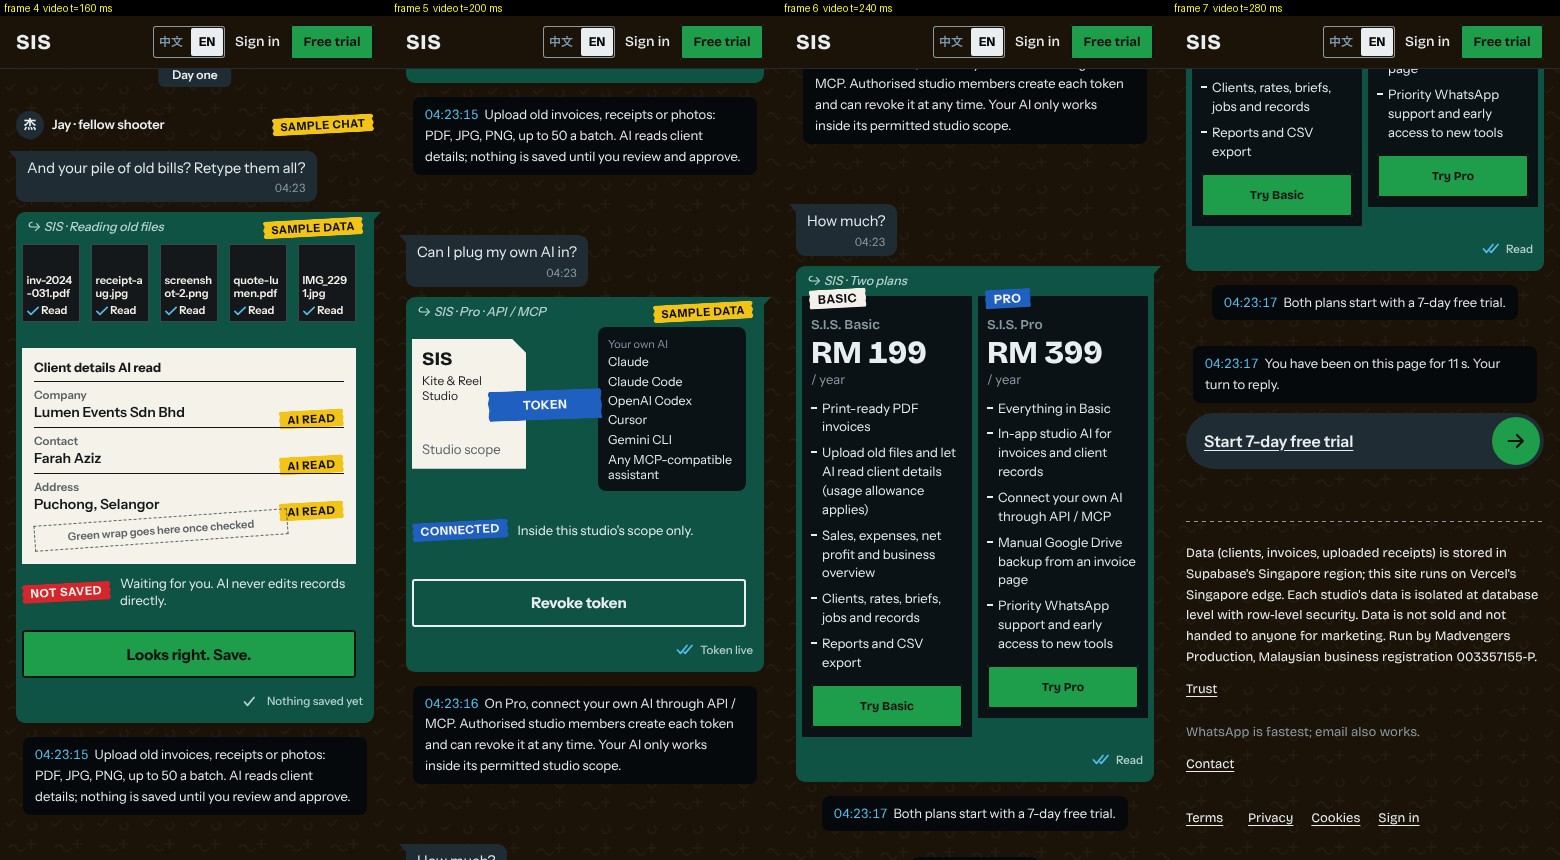 frame 4 video t=160 ms
SIS
中文 EN Sign in Free trial
Day one
杰 Jay · fellow shooter
SAMPLE CHAT
And your pile of old bills? Retype them all?
04:23
↪ SIS · Reading old files
SAMPLE DATA
inv-2024
-031.pdf
Read
receipt-a
ug.jpg
Read
screensh
ot-2.png
Read
quote-lu
men.pdf
Read
IMG_229
1.jpg
Read
Client details AI read
Company
Lumen Events Sdn Bhd
AI READ
Contact
Farah Aziz
AI READ
Address
Puchong, Selangor
AI READ
Green wrap goes here once checked
NOT SAVED
Waiting for you. AI never edits records
directly.
Looks right. Save.
Nothing saved yet
04:23:15 Upload old invoices, receipts or photos:
PDF, JPG, PNG, up to 50 a batch. AI reads client
details; nothing is saved until you review and approve.
frame 5 video t=200 ms
SIS
中文 EN Sign in Free trial
04:23:15 Upload old invoices, receipts or photos:
PDF, JPG, PNG, up to 50 a batch. AI reads client
details; nothing is saved until you review and approve.
Can I plug my own AI in?
04:23
↪ SIS · Pro · API / MCP
SAMPLE DATA
SIS
Kite & Reel
Studio
Studio scope
TOKEN
Your own AI
Claude
Claude Code
OpenAI Codex
Cursor
Gemini CLI
Any MCP-compatible
assistant
CONNECTED
Inside this studio's scope only.
Revoke token
Token live
04:23:16 On Pro, connect your own AI through API /
MCP. Authorised studio members create each token
and can revoke it at any time. Your AI only works
inside its permitted studio scope.
How much?
frame 6 video t=240 ms
SIS
中文 EN Sign in Free trial
MCP. Authorised studio members create each token
and can revoke it at any time. Your AI only works
inside its permitted studio scope.
How much?
04:23
↪ SIS · Two plans
BASIC
S.I.S. Basic
RM 199
/ year
Print-ready PDF
invoices
Upload old files and let
AI read client details
(usage allowance
applies)
Sales, expenses, net
profit and business
overview
Clients, rates, briefs,
jobs and records
Reports and CSV
export
Try Basic
PRO
S.I.S. Pro
RM 399
/ year
Everything in Basic
In-app studio AI for
invoices and client
records
Connect your own AI
through API / MCP
Manual Google Drive
backup from an invoice
page
Priority WhatsApp
support and early
access to new tools
Try Pro
Read
04:23:17 Both plans start with a 7-day free trial.
frame 7 video t=280 ms
SIS
中文 EN Sign in Free trial
Clients, rates, briefs,
jobs and records
Reports and CSV
export
Try Basic
page
Priority WhatsApp
support and early
access to new tools
Try Pro
Read
04:23:17 Both plans start with a 7-day free trial.
04:23:17 You have been on this page for 11 s. Your
turn to reply.
Start 7-day free trial
Data (clients, invoices, uploaded receipts) is stored in
Supabase's Singapore region; this site runs on Vercel's
Singapore edge. Each studio's data is isolated at database
level with row-level security. Data is not sold and not
handed to anyone for marketing. Run by Madvengers
Production, Malaysian business registration 003357155-P.
Trust
WhatsApp is fastest; email also works.
Contact
Terms Privacy Cookies Sign in